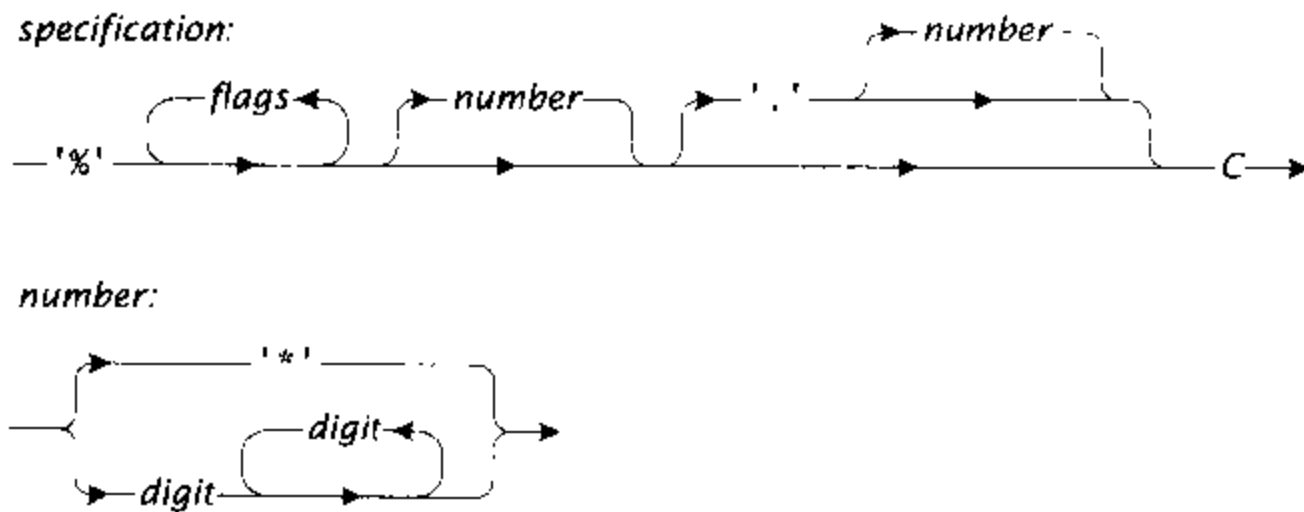 specification:
number
flags number '.'
'%' C
number:
'*'
digit
digit